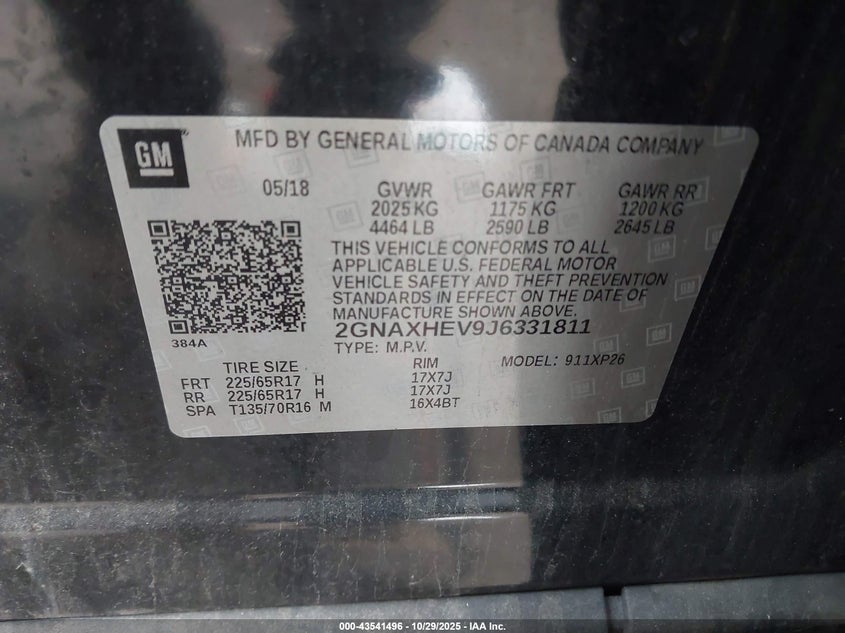 GM
MFD BY GENERAL MOTORS OF CANADA COMPANY
05/18 GVWR GAWR FRT GAWR RR
2025 KG 1175 KG 1200 KG
4464 LB 2590 LB 2645 LB
THIS VEHICLE CONFORMS TO ALL
APPLICABLE U.S. FEDERAL MOTOR
VEHICLE SAFETY AND THEFT PREVENTION
STANDARDS IN EFFECT ON THE DATE OF
MANUFACTURE SHOWN ABOVE.
384A
2GNAXHEV9J6331811
TYPE: M.P.V. MODEL: 911XP26
TIRE SIZE RIM
FRT 225/65R17 H 17X7J
RR 225/65R17 H 17X7J
SPA T135/70R16 M 16X4BT
000-43541496 - 10/29/2025 - IAA Inc.